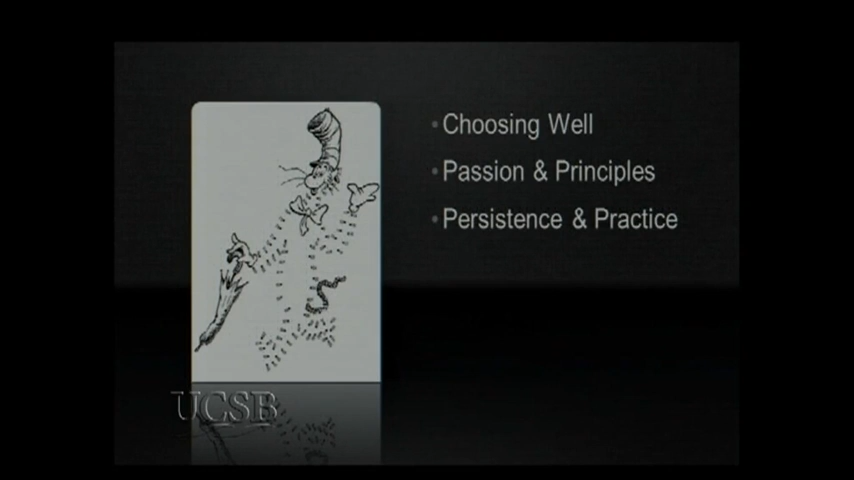 • Choosing Well
• Passion & Principles
• Persistence & Practice
UCSB